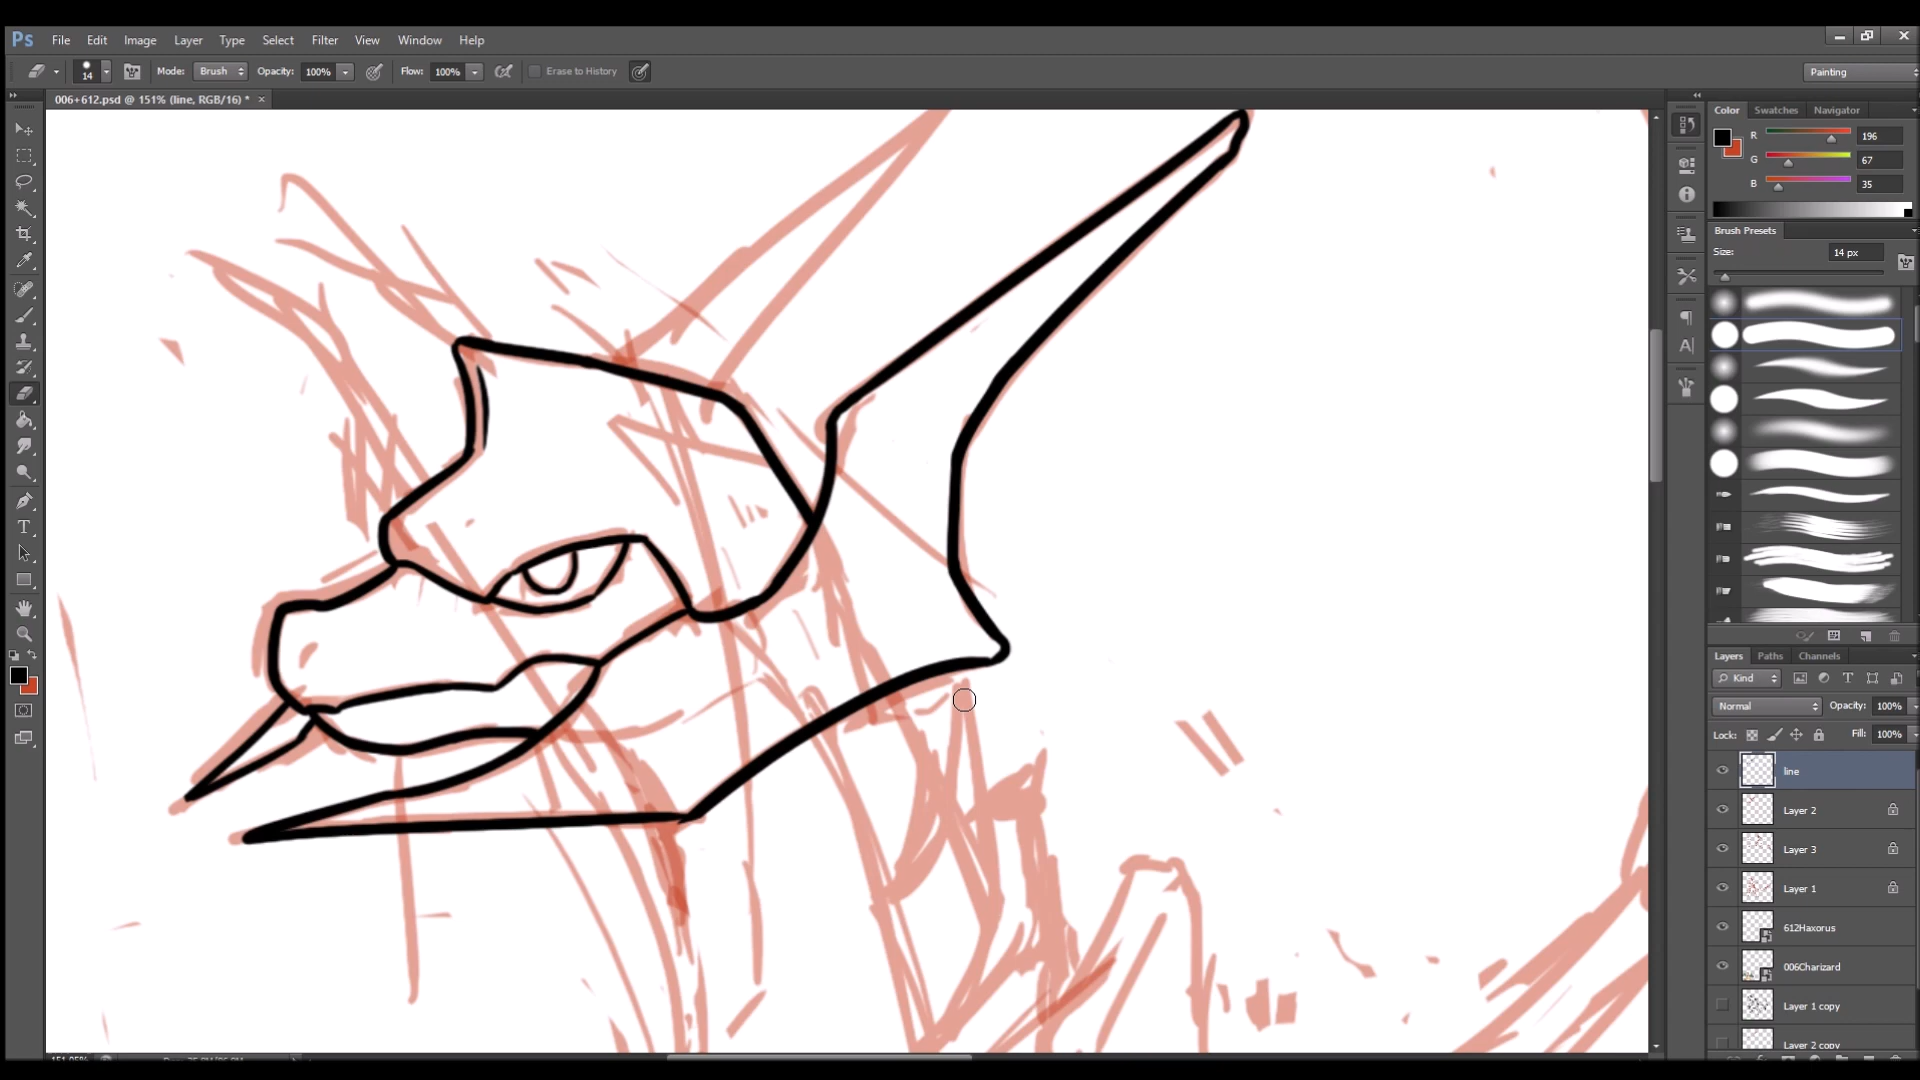 Ps File Edit Image Layer Type Select Filter View Window Help
14 Mode: Brush Opacity: 100% Flow: 100% Erase to History Painting
006+612.psd @ 151% (line, RGB/16) * ×
Color Swatches Navigator
R 196
G 67
B 35
Brush Presets
Size: 14 px
Layers Paths Channels
Kind
Normal Opacity: 100%
Lock: Fill: 100%
line
Layer 2
Layer 3
Layer 1
612Haxorus
006Charizard
Layer 1 copy
Layer 2 copy